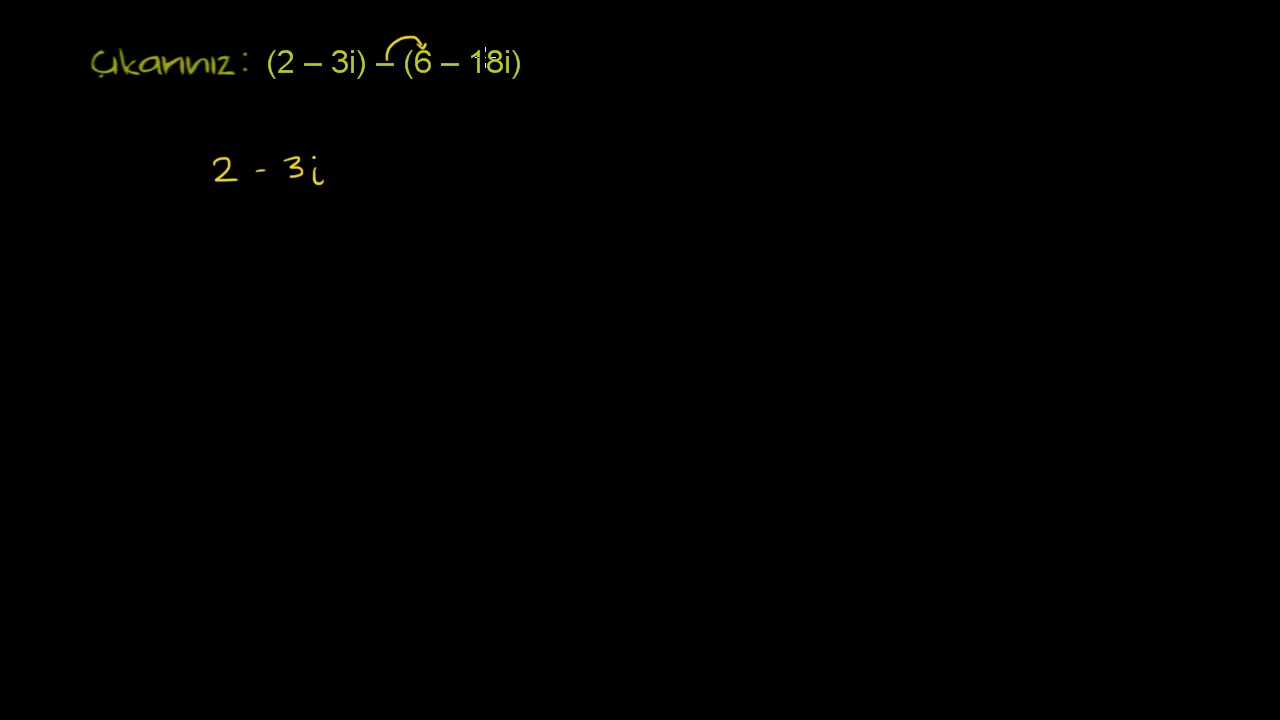 Çıkarınız: (2 – 3i) – (6 – 18i)
2 - 3i